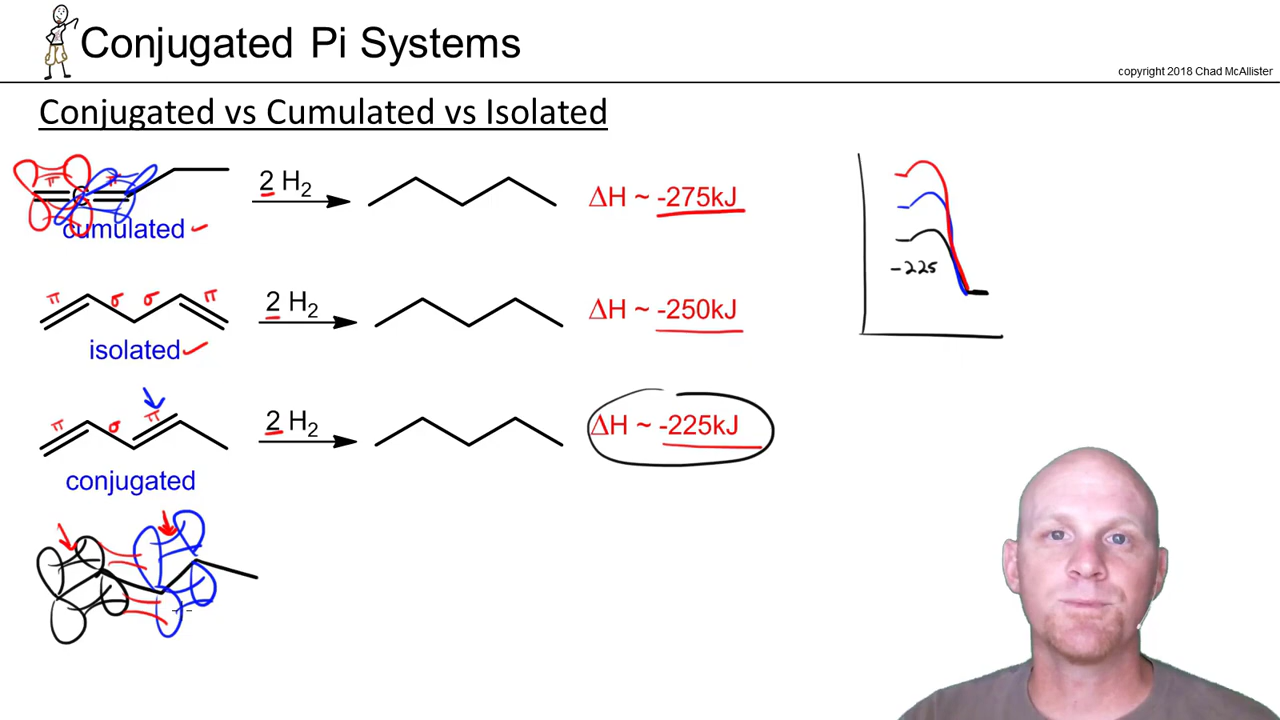 Conjugated Pi Systems
copyright 2018 Chad McAllister
Conjugated vs Cumulated vs Isolated
π π
2 H2
ΔH ~ -275kJ
cumulated
π σ σ π
2 H2
ΔH ~ -250kJ
isolated
π σ π
2 H2
ΔH ~ -225kJ
conjugated
-225